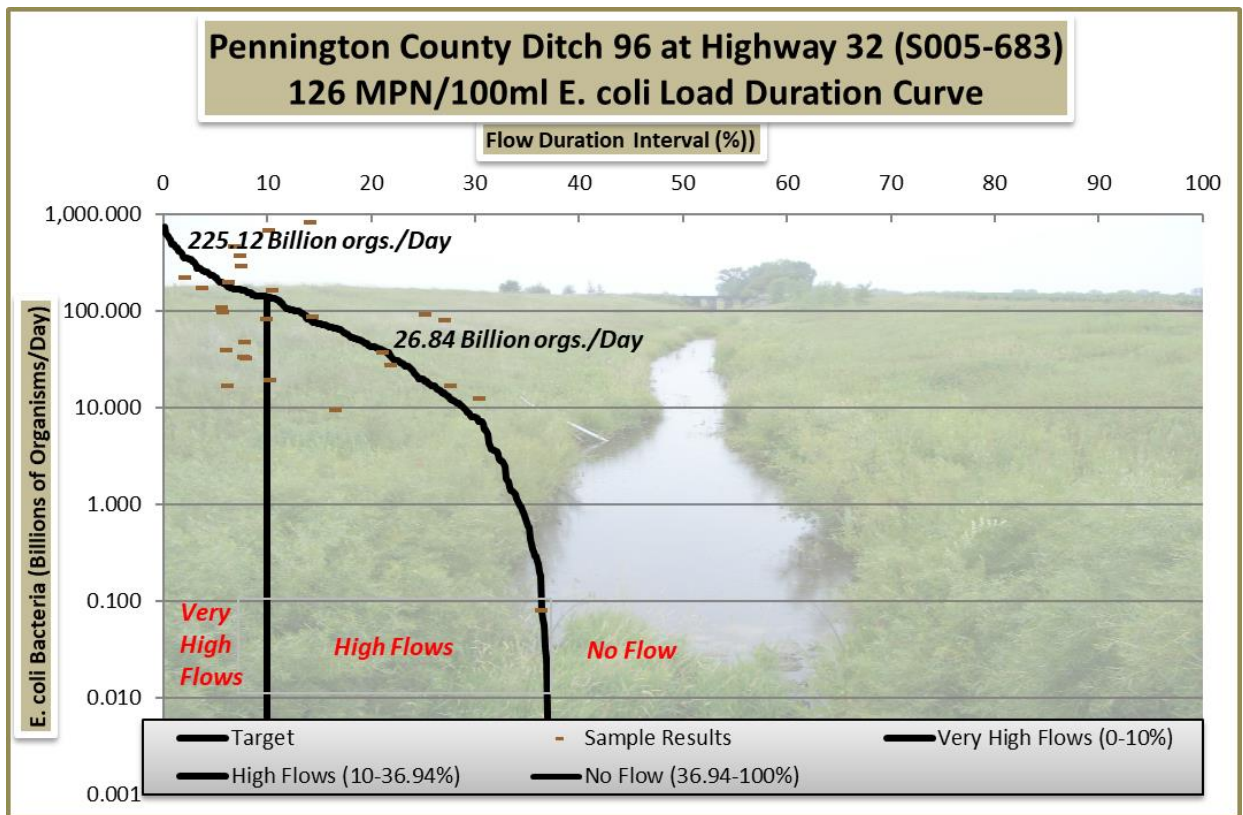 Pennington County Ditch 96 at Highway 32 (S005-683)
126 MPN/100ml E. coli Load Duration Curve
Flow Duration Interval (%))
0 10 20 30 40 50 60 70 80 90 100
1,000.000
225.12 Billion orgs./Day
100.000
26.84 Billion orgs./Day
10.000
1.000
0.100
0.010
0.001
E. coli Bacteria (Billions of Organisms/Day)
Very
High
Flows
High Flows
No Flow
Target
Sample Results
Very High Flows (0-10%)
High Flows (10-36.94%)
No Flow (36.94-100%)